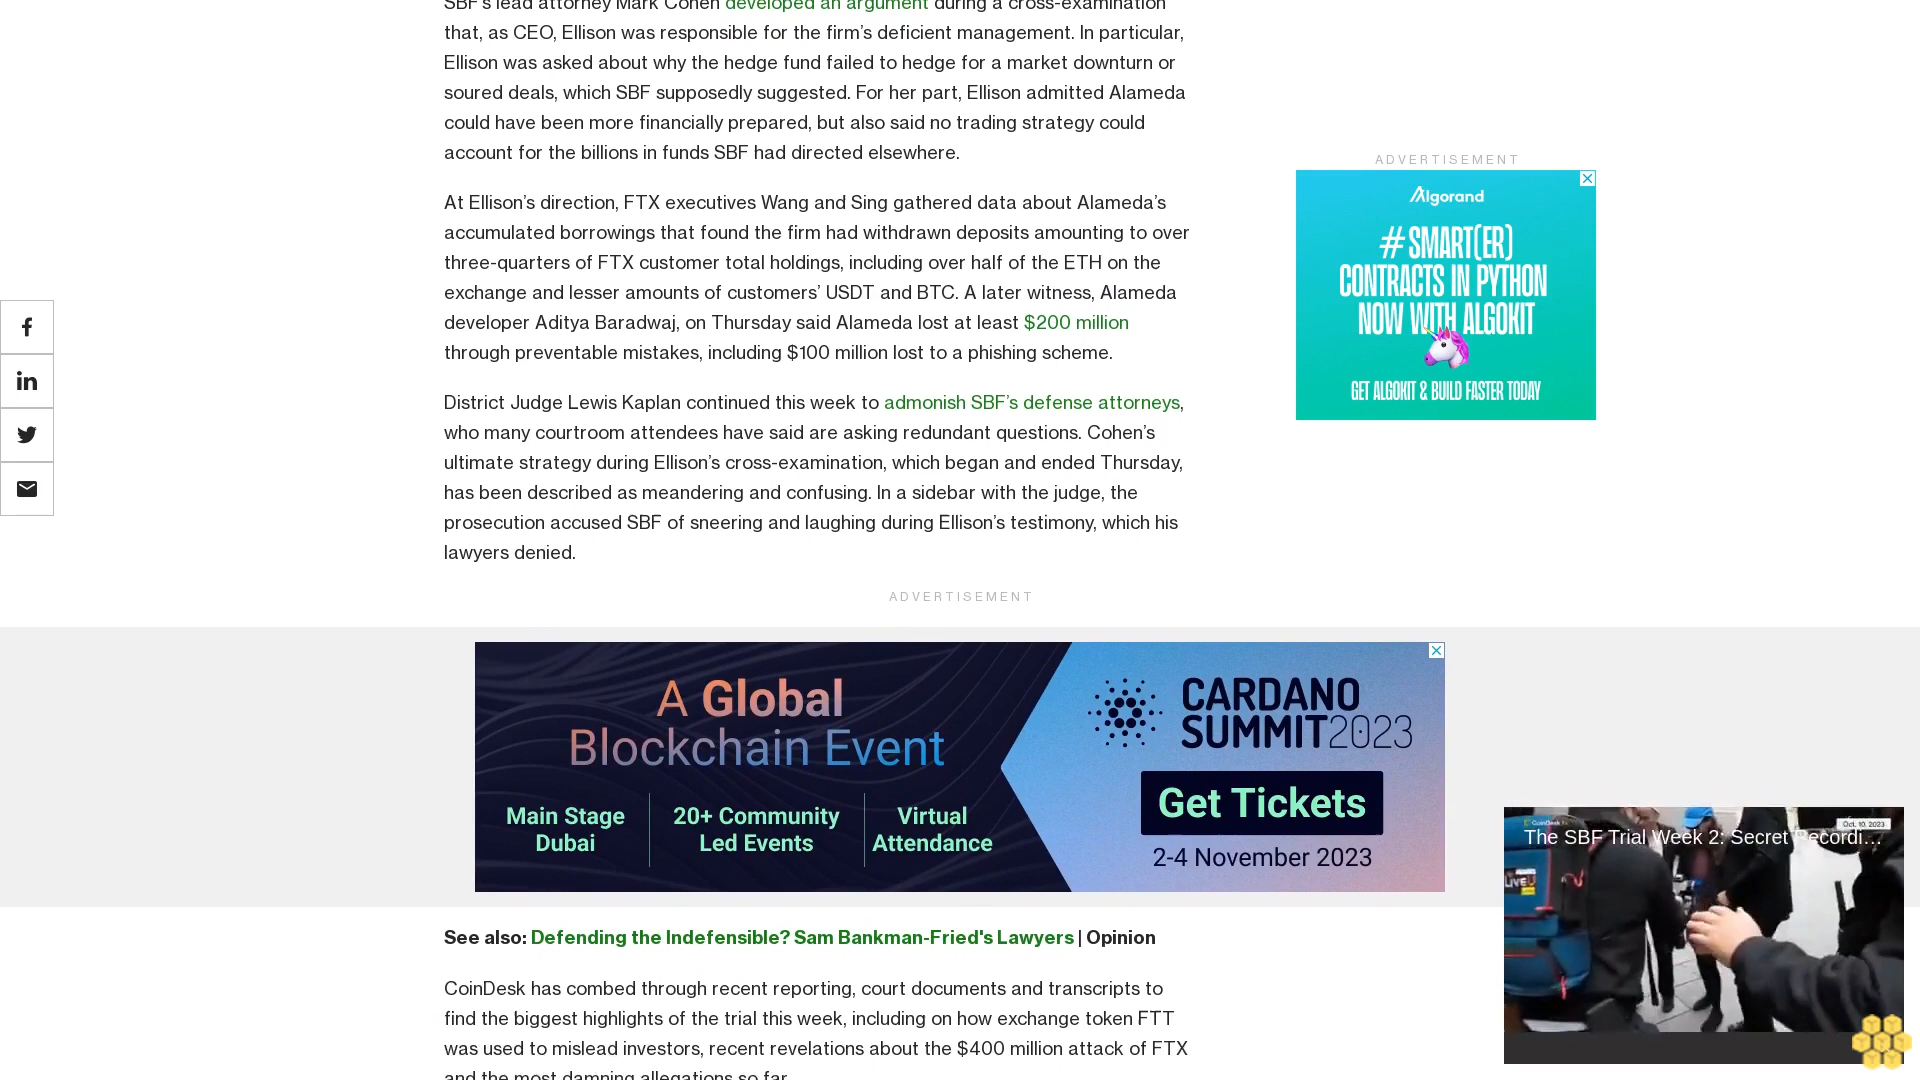 SBF’s lead attorney Mark Cohen developed an argument during a cross-examination
that, as CEO, Ellison was responsible for the firm’s deficient management. In particular,
Ellison was asked about why the hedge fund failed to hedge for a market downturn or
soured deals, which SBF supposedly suggested. For her part, Ellison admitted Alameda
could have been more financially prepared, but also said no trading strategy could
account for the billions in funds SBF had directed elsewhere.
At Ellison’s direction, FTX executives Wang and Sing gathered data about Alameda’s
accumulated borrowings that found the firm had withdrawn deposits amounting to over
three-quarters of FTX customer total holdings, including over half of the ETH on the
exchange and lesser amounts of customers’ USDT and BTC. A later witness, Alameda
developer Aditya Baradwaj, on Thursday said Alameda lost at least $200 million
through preventable mistakes, including $100 million lost to a phishing scheme.
District Judge Lewis Kaplan continued this week to admonish SBF’s defense attorneys,
who many courtroom attendees have said are asking redundant questions. Cohen’s
ultimate strategy during Ellison’s cross-examination, which began and ended Thursday,
has been described as meandering and confusing. In a sidebar with the judge, the
prosecution accused SBF of sneering and laughing during Ellison’s testimony, which his
lawyers denied.
ADVERTISEMENT
Algorand
#SMART(ER)
CONTRACTS IN PYTHON
NOW WITH ALGOKIT
GET ALGOKIT & BUILD FASTER TODAY
ADVERTISEMENT
A Global
Blockchain Event
Main Stage
Dubai
20+ Community
Led Events
Virtual
Attendance
CARDANO
SUMMIT2023
Get Tickets
2-4 November 2023
See also: Defending the Indefensible? Sam Bankman-Fried's Lawyers | Opinion
CoinDesk has combed through recent reporting, court documents and transcripts to
find the biggest highlights of the trial this week, including on how exchange token FTT
was used to mislead investors, recent revelations about the $400 million attack of FTX
and the most damning allegations so far.
CoinDesk
Oct. 10, 2023
The SBF Trial Week 2: Secret Recordi…
LIVEU